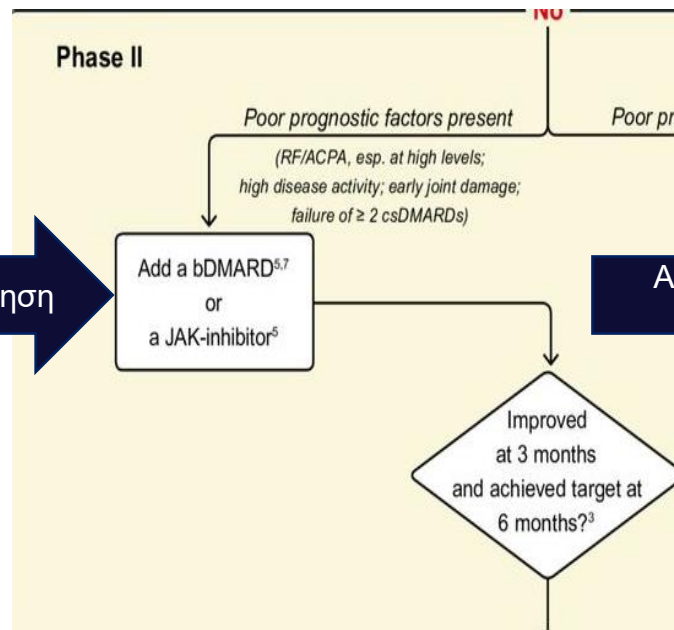 No
Phase II
Poor prognostic factors present
Poor
(RF/ACPA, esp. at high levels;
high disease activity; early joint damage;
failure of ≥ 2 csDMARDs)
Add a bDMARD⁵,⁷
or
a JAK-inhibitor⁵
Improved
at 3 months
and achieved target at
6 months?³